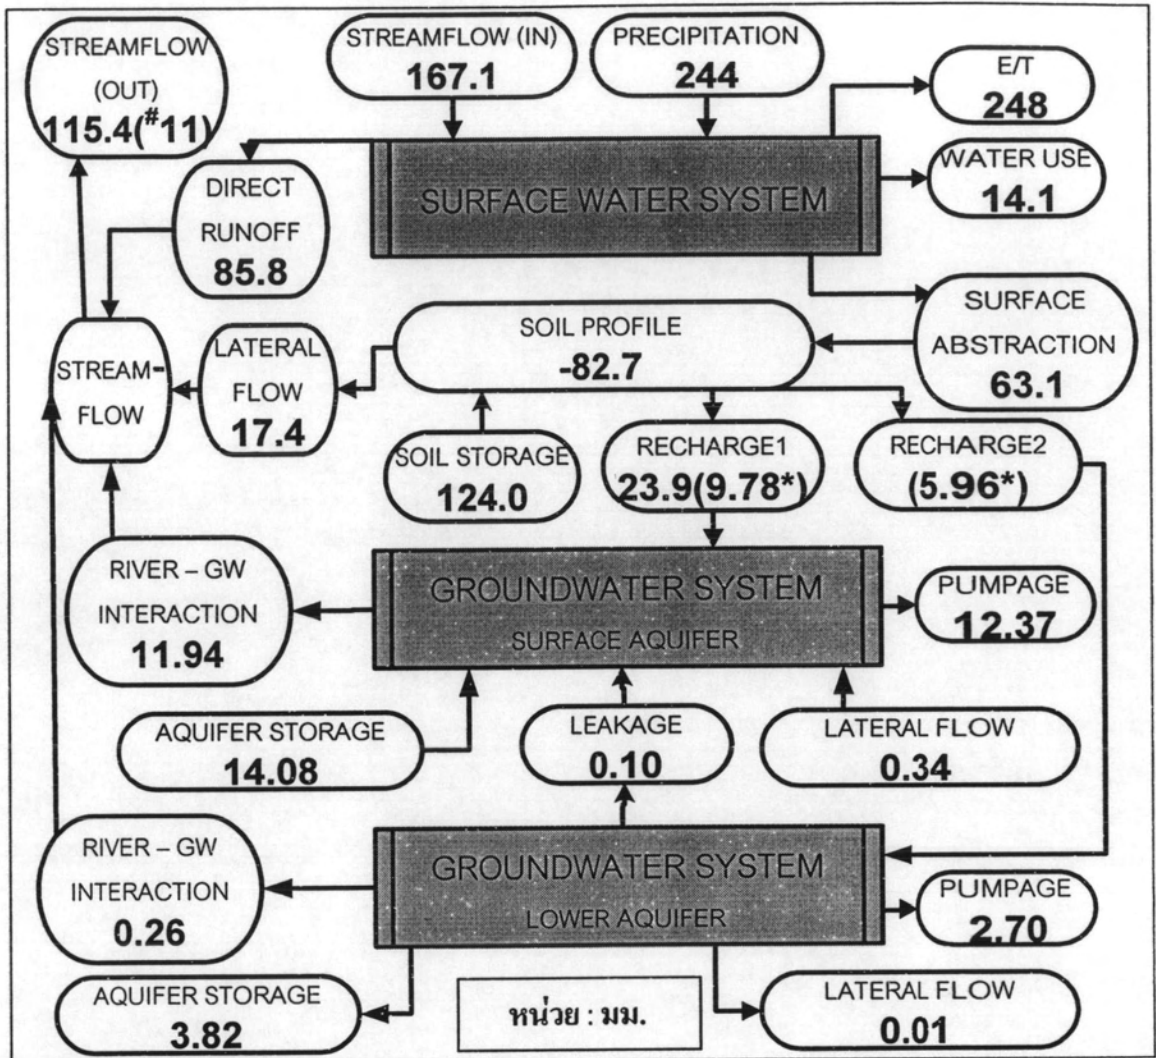 STREAMFLOW
(OUT)
115.4(#11)
STREAMFLOW (IN)
167.1
PRECIPITATION
244
E/T
248
WATER USE
14.1
DIRECT
RUNOFF
85.8
SURFACE WATER SYSTEM
SURFACE
ABSTRACTION
63.1
SOIL PROFILE
-82.7
STREAM-
FLOW
LATERAL
FLOW
17.4
SOIL STORAGE
124.0
RECHARGE1
23.9(9.78*)
RECHARGE2
(5.96*)
RIVER – GW
INTERACTION
11.94
GROUNDWATER SYSTEM
SURFACE AQUIFER
PUMPAGE
12.37
AQUIFER STORAGE
14.08
LEAKAGE
0.10
LATERAL FLOW
0.34
RIVER – GW
INTERACTION
0.26
GROUNDWATER SYSTEM
LOWER AQUIFER
PUMPAGE
2.70
AQUIFER STORAGE
3.82
หน่วย : มม.
LATERAL FLOW
0.01